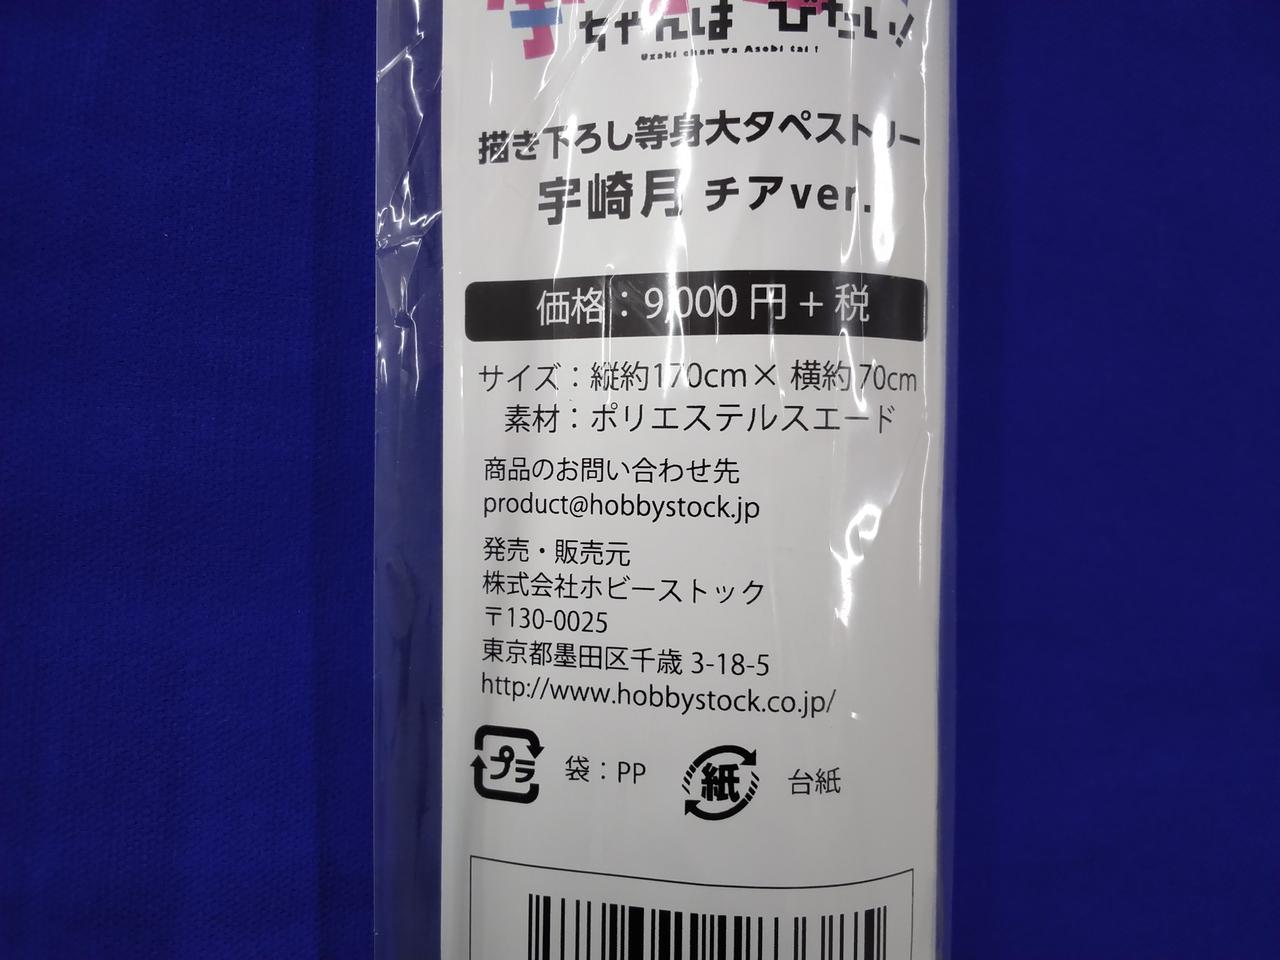 ちゃんは びたい!
Uzaki chan wa Asobi tai !
描き下ろし等身大タペストリー
宇崎月 チアver.
価格：9,000 円 + 税
サイズ：縦約170cm× 横約70cm
素材：ポリエステルスエード
商品のお問い合わせ先
product@hobbystock.jp
発売・販売元
株式会社ホビーストック
〒130-0025
東京都墨田区千歳 3-18-5
http://www.hobbystock.co.jp/
プラ 袋：PP 紙 台紙